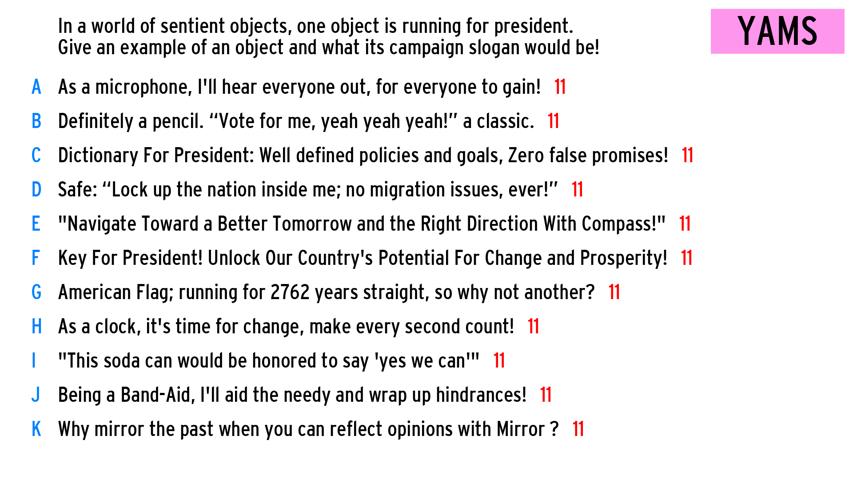 In a world of sentient objects, one object is running for president.
Give an example of an object and what its campaign slogan would be!
YAMS
A As a microphone, I'll hear everyone out, for everyone to gain! 11
B Definitely a pencil. “Vote for me, yeah yeah yeah!” a classic. 11
C Dictionary For President: Well defined policies and goals, Zero false promises! 11
D Safe: “Lock up the nation inside me; no migration issues, ever!” 11
E "Navigate Toward a Better Tomorrow and the Right Direction With Compass!" 11
F Key For President! Unlock Our Country's Potential For Change and Prosperity! 11
G American Flag; running for 2762 years straight, so why not another? 11
H As a clock, it's time for change, make every second count! 11
I "This soda can would be honored to say 'yes we can'" 11
J Being a Band-Aid, I'll aid the needy and wrap up hindrances! 11
K Why mirror the past when you can reflect opinions with Mirror ? 11